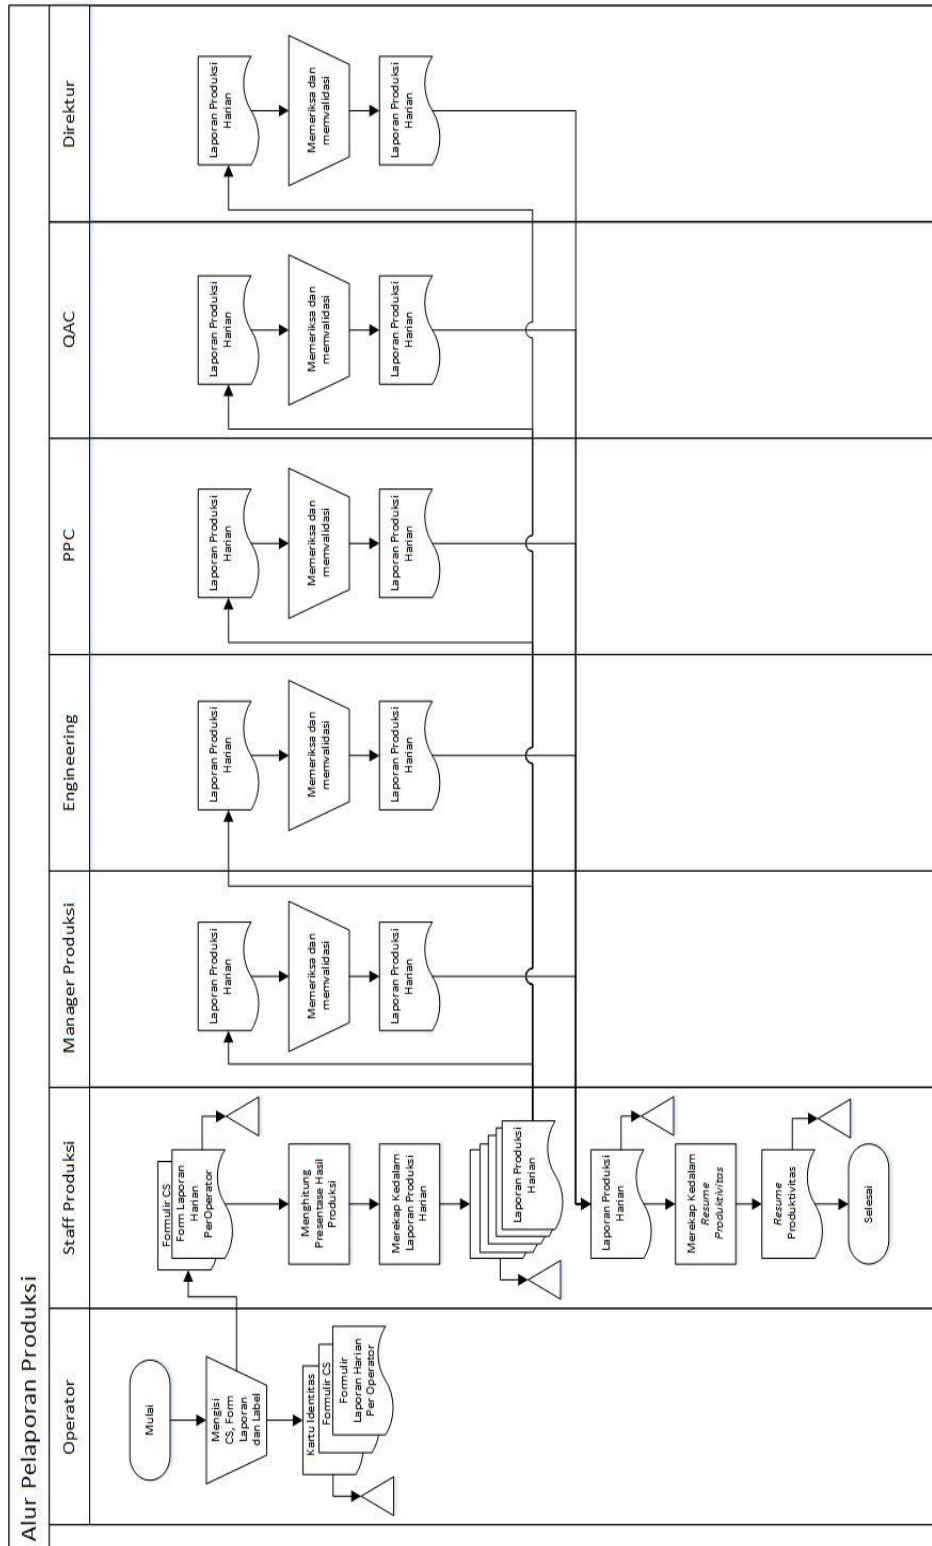 Alur Pelaporan Produksi
Operator
Staff Produksi
Manager Produksi
Engineering
PPC
QAC
Direktur
Mulai
Mengisi
CS, Form
Laporan
dan Label
Kartu Identitas
Formulir CS
Formulir
Laporan Harian
Per Operator
Formulir CS
Form Laporan
Harian
PerOperator
Menghitung
Presentase Hasil
Produksi
Merekap Kedalam
Laporan Produksi
Harian
Laporan Produksi
Harian
Laporan Produksi
Harian
Merekap Kedalam
Resume
Produktivitas
Resume
Produktivitas
Selesai
Laporan Produksi
Harian
Memeriksa dan
memvalidasi
Laporan Produksi
Harian
Laporan Produksi
Harian
Memeriksa dan
memvalidasi
Laporan Produksi
Harian
Laporan Produksi
Harian
Memeriksa dan
memvalidasi
Laporan Produksi
Harian
Laporan Produksi
Harian
Memeriksa dan
memvalidasi
Laporan Produksi
Harian
Laporan Produksi
Harian
Memeriksa dan
memvalidasi
Laporan Produksi
Harian